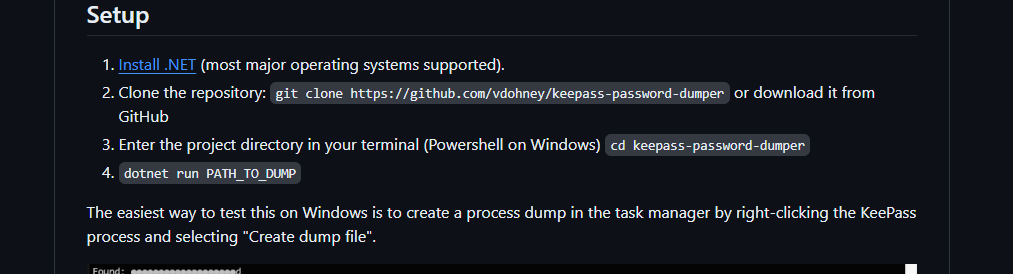 Setup
1. Install .NET (most major operating systems supported).
2. Clone the repository: git clone https://github.com/vdohney/keepass-password-dumper or download it from
GitHub
3. Enter the project directory in your terminal (Powershell on Windows) cd keepass-password-dumper
4. dotnet run PATH_TO_DUMP
The easiest way to test this on Windows is to create a process dump in the task manager by right-clicking the KeePass
process and selecting "Create dump file".
Found: ●●●●●●●●●●●●●●●●●d